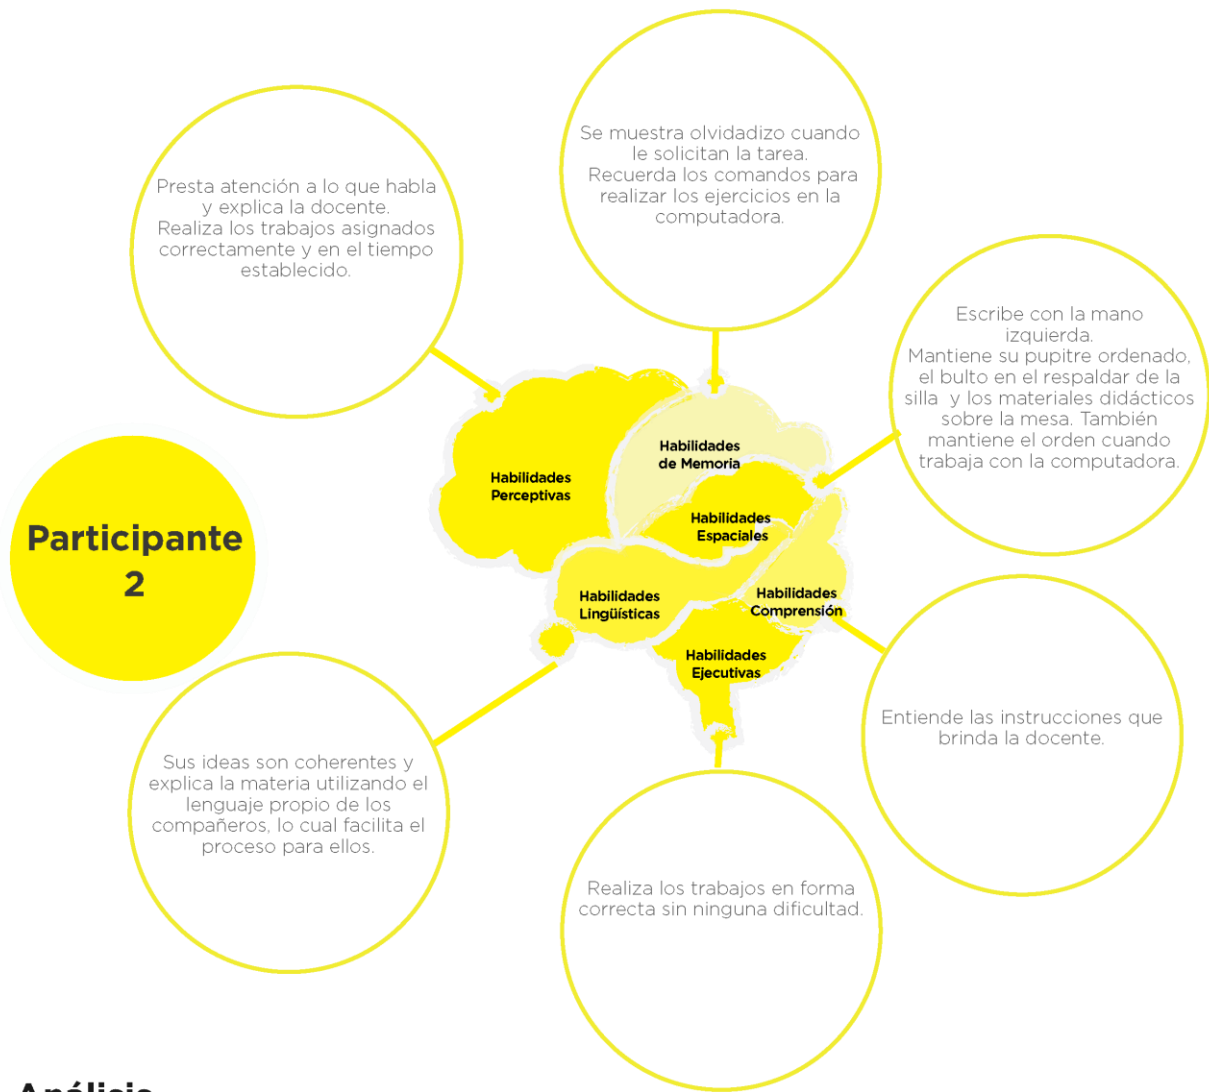 Se muestra olvidadizo cuando
le solicitan la tarea.
Recuerda los comandos para
realizar los ejercicios en la
computadora.
Presta atención a lo que habla
y explica la docente.
Realiza los trabajos asignados
correctamente y en el tiempo
establecido.
Escribe con la mano
izquierda.
Mantiene su pupitre ordenado,
el bulto en el respaldar de la
silla y los materiales didácticos
sobre la mesa. También
mantiene el orden cuando
trabaja con la computadora.
Habilidades
de Memoria
Habilidades
Perceptivas
Habilidades
Espaciales
Participante
2
Habilidades
Lingüísticas
Habilidades
Comprensión
Habilidades
Ejecutivas
Entiende las instrucciones que
brinda la docente.
Sus ideas son coherentes y
explica la materia utilizando el
lenguaje propio de los
compañeros, lo cual facilita el
proceso para ellos.
Realiza los trabajos en forma
correcta sin ninguna dificultad.
Análisis